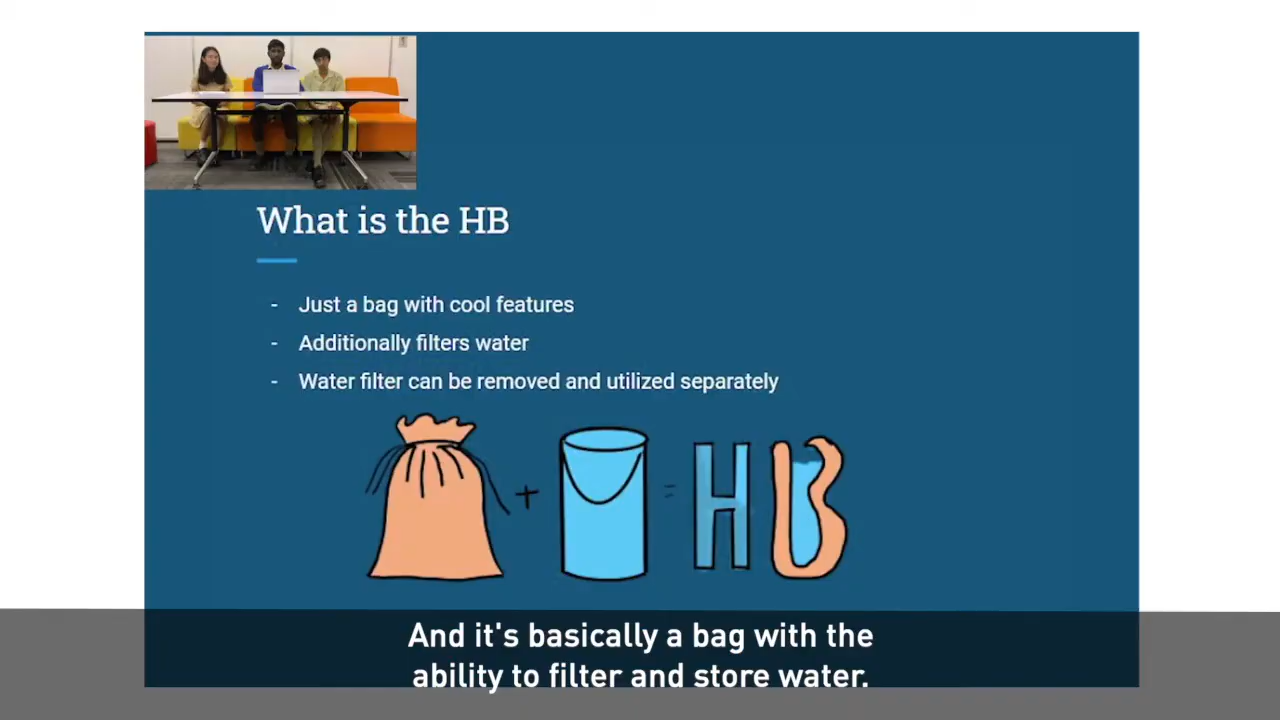 What is the HB
- Just a bag with cool features
- Additionally filters water
- Water filter can be removed and utilized separately
+ = HB
And it's basically a bag with the
ability to filter and store water.